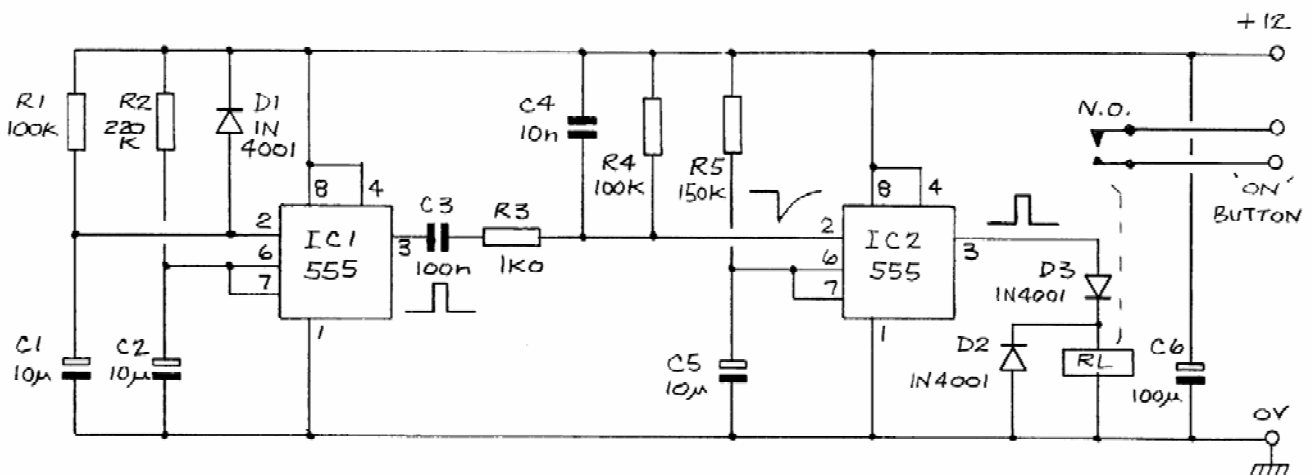 +12
R1
100K
R2
220
K
D1
1N
4001
8
4
2
6
7
3
1
IC1
555
C3
100n
R3
1K0
C4
10n
R4
100K
R5
150K
8
4
2
6
7
3
1
IC2
555
N.O.
'ON'
BUTTON
D3
1N4001
D2
1N4001
RL
C1
10μ
C2
10μ
C5
10μ
C6
100μ
0V